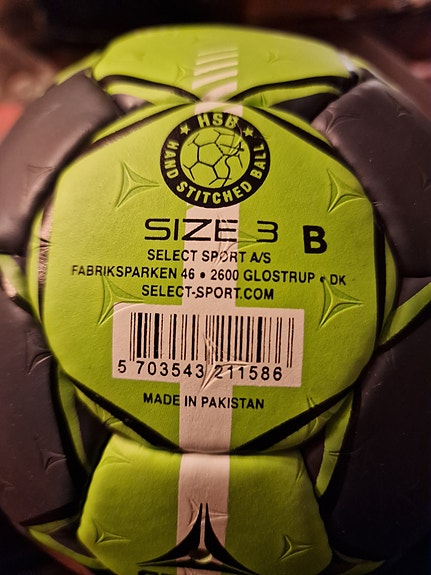 HSB
HAND STITCHED BALL
SIZE 3 B
SELECT SPORT A/S
FABRIKSPARKEN 46 • 2600 GLOSTRUP • DK
SELECT-SPORT.COM
5 703543 211586
MADE IN PAKISTAN